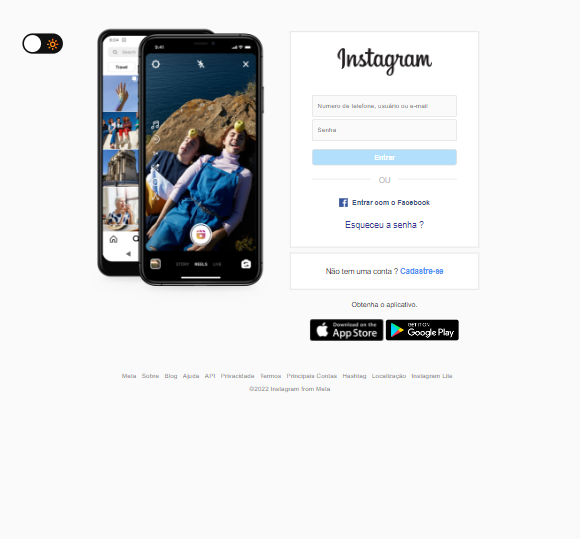 Search
Travel
9:41
STORY REELS LIVE
Instagram
Numero de telefone, usuário ou e-mail
Senha
Entrar
OU
Entrar com o Facebook
Esqueceu a senha ?
Não tem uma conta ? Cadastre-se
Obtenha o aplicativo.
Download on the
App Store
GET IT ON
Google Play
Meta Sobre Blog Ajuda API Privacidade Termos Principais Contas Hashtag Localização Instagram Lite
©2022 Instagram from Meta